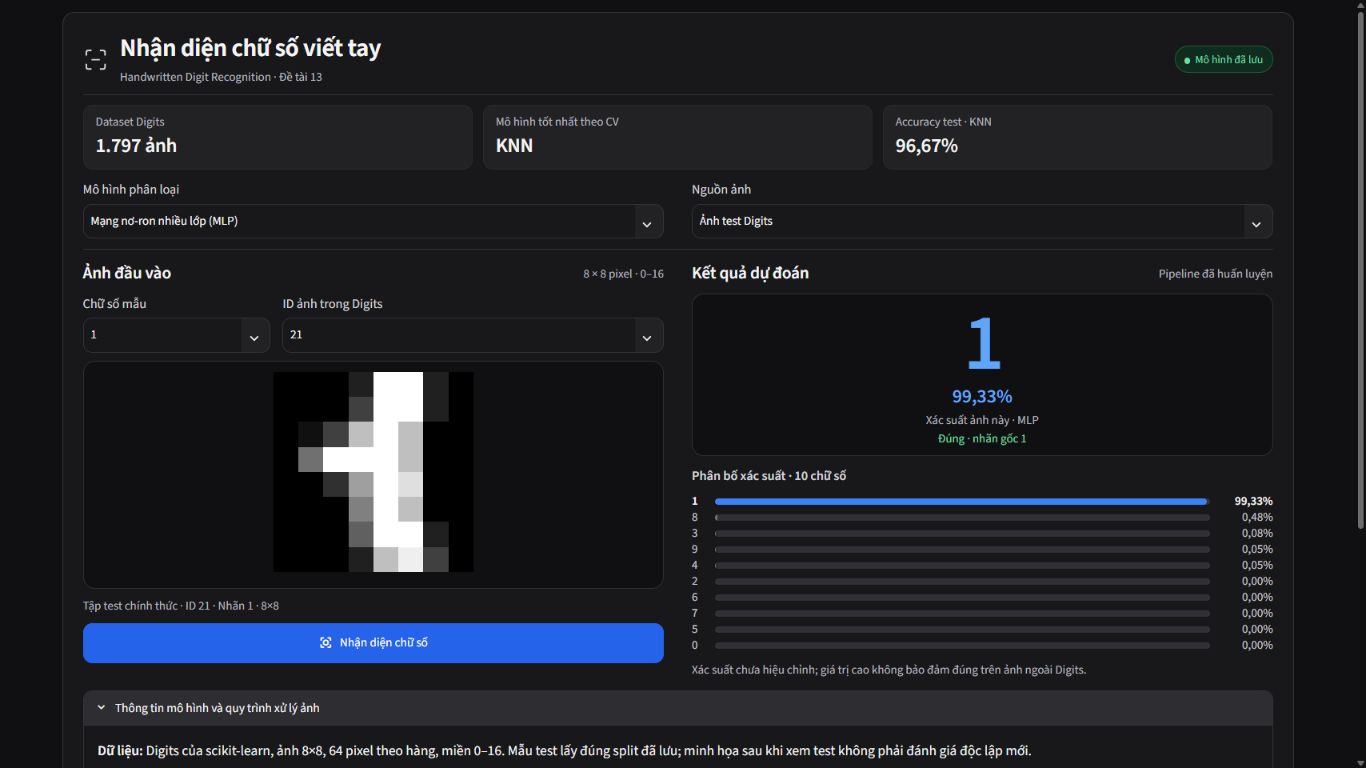 Nhận diện chữ số viết tay
Handwritten Digit Recognition · Đề tài 13
Mô hình đã lưu
Dataset Digits
1.797 ảnh
Mô hình tốt nhất theo CV
KNN
Accuracy test · KNN
96,67%
Mô hình phân loại
Mạng nơ-ron nhiều lớp (MLP)
Nguồn ảnh
Ảnh test Digits
Ảnh đầu vào
8 × 8 pixel · 0–16
Chữ số mẫu
1
ID ảnh trong Digits
21
Tập test chính thức · ID 21 · Nhãn 1 · 8×8
Nhận diện chữ số
Kết quả dự đoán
Pipeline đã huấn luyện
1
99,33%
Xác suất ảnh này · MLP
Đúng · nhãn gốc 1
Phân bố xác suất · 10 chữ số
1 99,33%
8 0,48%
3 0,08%
9 0,05%
4 0,05%
2 0,00%
6 0,00%
7 0,00%
5 0,00%
0 0,00%
Xác suất chưa hiệu chỉnh; giá trị cao không bảo đảm đúng trên ảnh ngoài Digits.
Thông tin mô hình và quy trình xử lý ảnh
Dữ liệu: Digits của scikit-learn, ảnh 8×8, 64 pixel theo hàng, miền 0–16. Mẫu test lấy đúng split đã lưu; minh họa sau khi xem test không phải đánh giá độc lập mới.